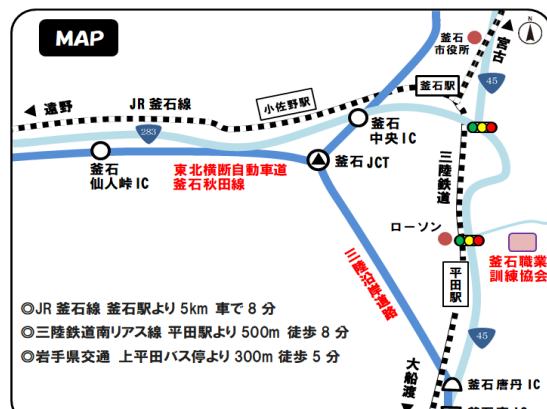 MAP
釜石
市役所
宮古
N
45
釜石駅
小佐野駅
JR 釜石線
遠野
283
釜石
中央 IC
釜石
仙人峠 IC
東北横断自動車道
釜石秋田線
釜石 JCT
三陸鉄道
ローソン
平田駅
釜石職業
訓練協会
三陸沿岸道路
◎JR 釜石線 釜石駅より 5km 車で 8 分
◎三陸鉄道南リアス線 平田駅より 500m 徒歩 8 分
◎岩手県交通 上平田バス停より 300m 徒歩 5 分
45
大船渡
釜石唐丹 IC